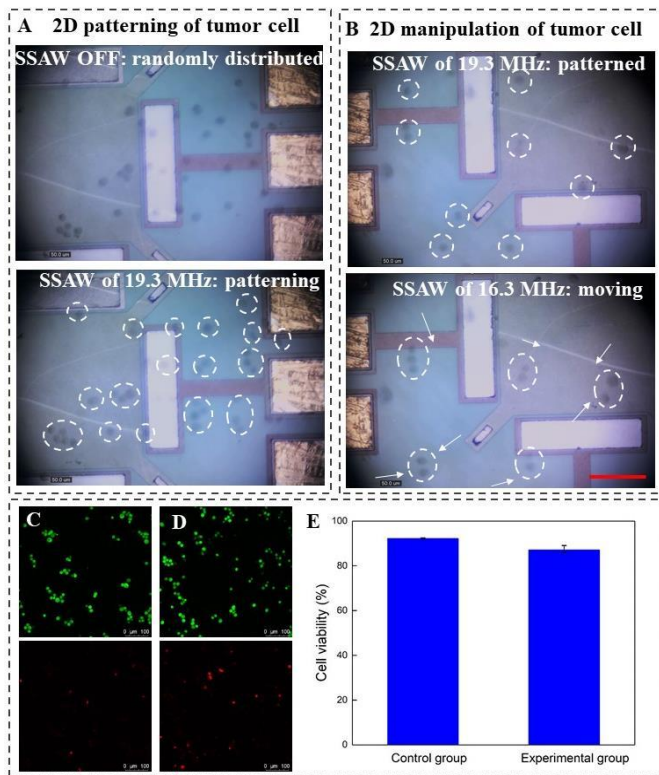 A 2D patterning of tumor cell
SSAW OFF: randomly distributed
50.0 um
SSAW of 19.3 MHz: patterning
50.0 um
B 2D manipulation of tumor cell
SSAW of 19.3 MHz: patterned
50.0 um
SSAW of 16.3 MHz: moving
50.0 um
C
0 µm 100
0 µm 100
D
0 µm 100
0 µm 100
E
Cell viability (%)
100
80
60
40
20
0
Control group
Experimental group